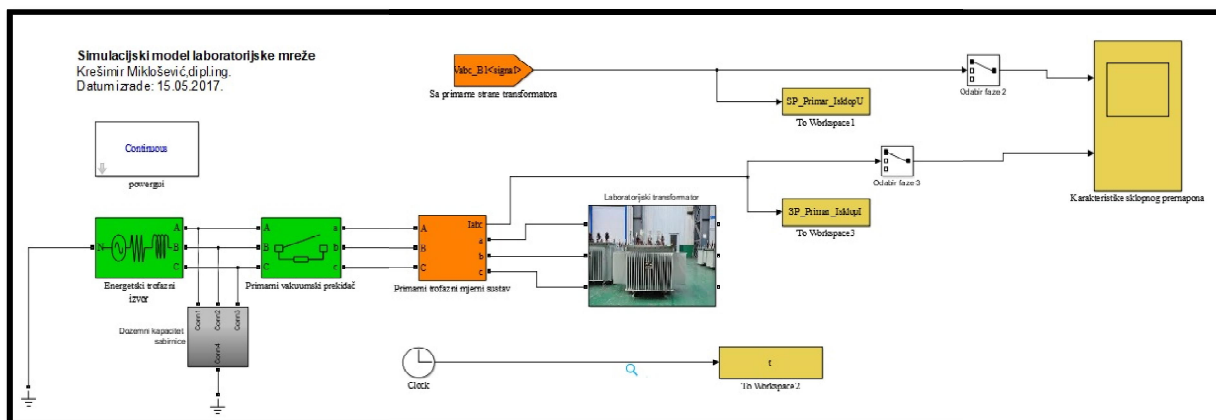 Simulacijski model laboratorijske mreže
Krešimir Miklošević,dipl.ing.
Datum izrade: 15.05.2017.
Vabc_B1<signal>
Sa primarne strane transformatora
Odabir faze 2
SP_Primar_IsklopU
To Workspace1
Continuous
powergui
Odabir faze 3
Karakteristike sklopnog prenapona
Laboratorijski transformator
SP_Primar_IsklopI
To Workspace3
N
A
B
C
A
B
C
a
b
c
A
B
C
Iabc
a
b
c
Energetski trofazni
izvor
Primarni vakuumski prekidač
Primarni trofazni mjerni sustav
Conn1
Conn2
Conn3
Conn4
Dozemni kapacitet
sabirnice
Clock
t
To Workspace2